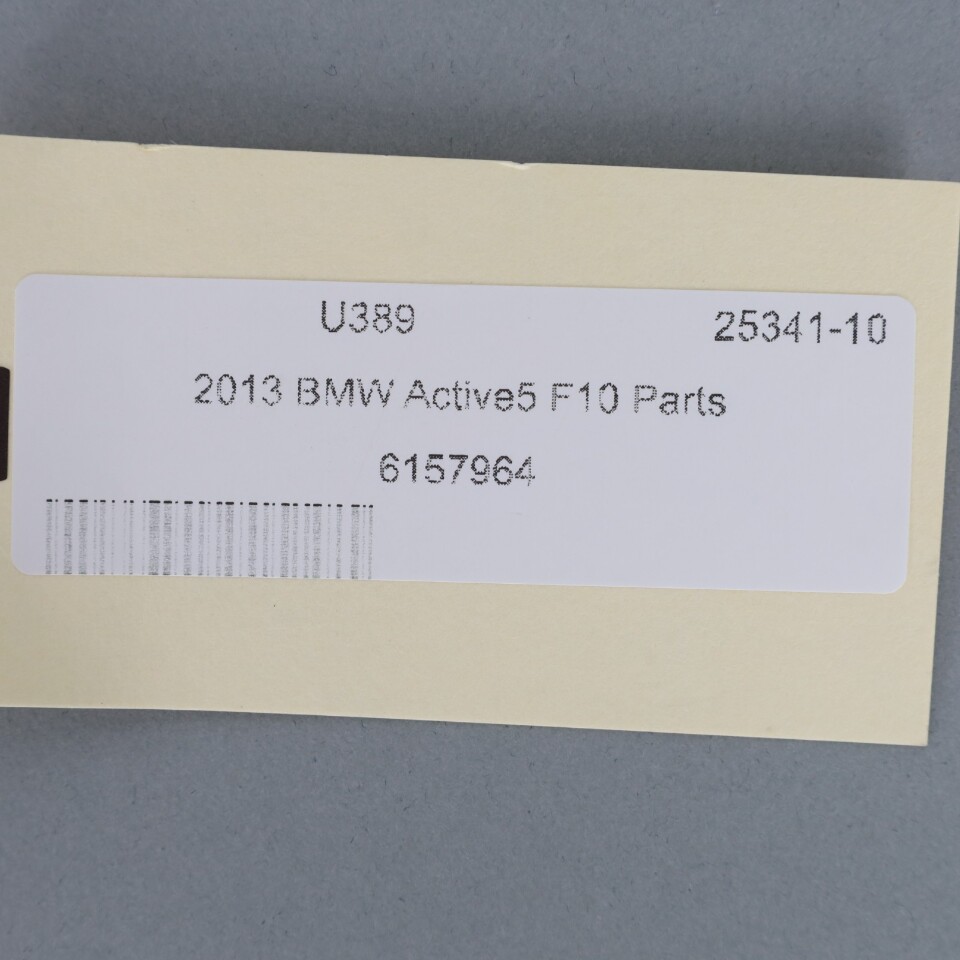 U389 25341-10
2013 BMW Active5 F10 Parts
6157964